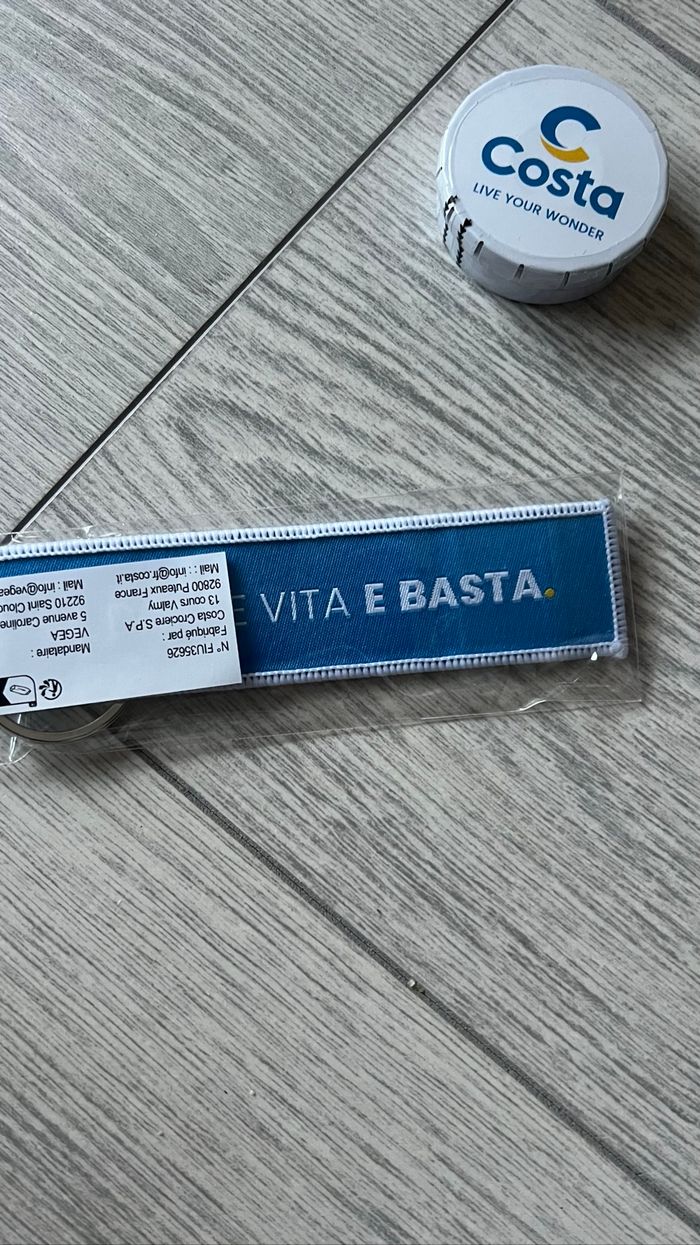 Costa
LIVE YOUR WONDER
E VITA E BASTA.
N° FIU35626
Fabriqué par :
Costa Crociere S.P.A
13 cours Valmy
92800 Puteaux France
Mail : : info@fr.costa.it
Mandataire :
VEGEA
5 avenue Caroline
92210 Saint Clou
Mail : info@vegea